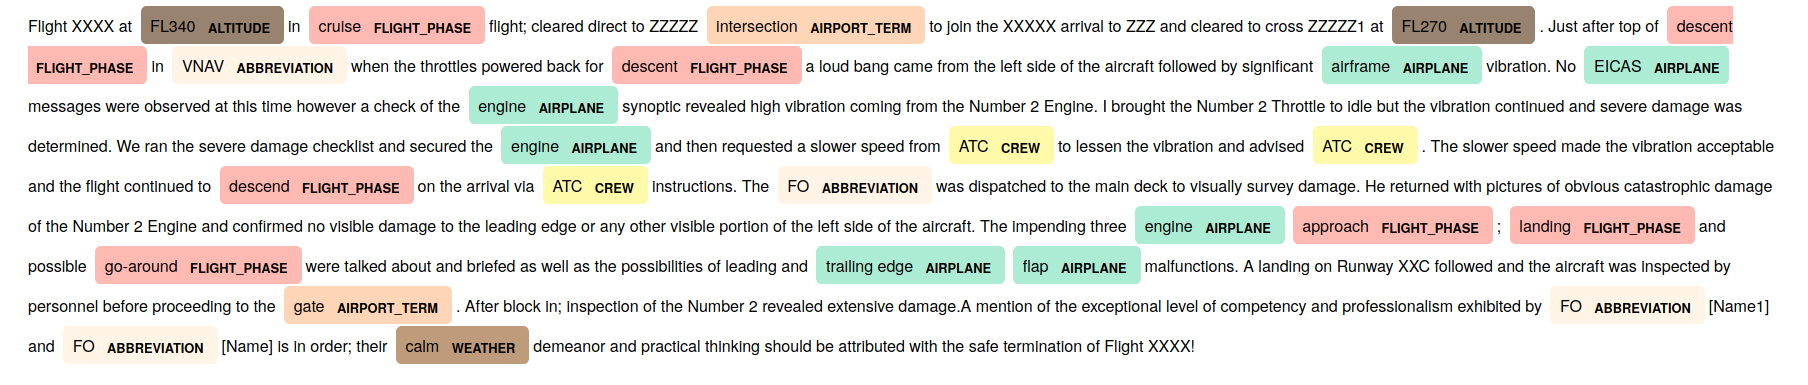 Flight XXXX at FL340 ALTITUDE in cruise FLIGHT_PHASE flight; cleared direct to ZZZZZ intersection AIRPORT_TERM to join the XXXXX arrival to ZZZ and cleared to cross ZZZZZ1 at FL270 ALTITUDE . Just after top of descent
FLIGHT_PHASE in VNAV ABBREVIATION when the throttles powered back for descent FLIGHT_PHASE a loud bang came from the left side of the aircraft followed by significant airframe AIRPLANE vibration. No EICAS AIRPLANE
messages were observed at this time however a check of the engine AIRPLANE synoptic revealed high vibration coming from the Number 2 Engine. I brought the Number 2 Throttle to idle but the vibration continued and severe damage was
determined. We ran the severe damage checklist and secured the engine AIRPLANE and then requested a slower speed from ATC CREW to lessen the vibration and advised ATC CREW . The slower speed made the vibration acceptable
and the flight continued to descend FLIGHT_PHASE on the arrival via ATC CREW instructions. The FO ABBREVIATION was dispatched to the main deck to visually survey damage. He returned with pictures of obvious catastrophic damage
of the Number 2 Engine and confirmed no visible damage to the leading edge or any other visible portion of the left side of the aircraft. The impending three engine AIRPLANE approach FLIGHT_PHASE ; landing FLIGHT_PHASE and
possible go-around FLIGHT_PHASE were talked about and briefed as well as the possibilities of leading and trailing edge AIRPLANE flap AIRPLANE malfunctions. A landing on Runway XXC followed and the aircraft was inspected by
personnel before proceeding to the gate AIRPORT_TERM . After block in; inspection of the Number 2 revealed extensive damage.A mention of the exceptional level of competency and professionalism exhibited by FO ABBREVIATION [Name1]
and FO ABBREVIATION [Name] is in order; their calm WEATHER demeanor and practical thinking should be attributed with the safe termination of Flight XXXX!